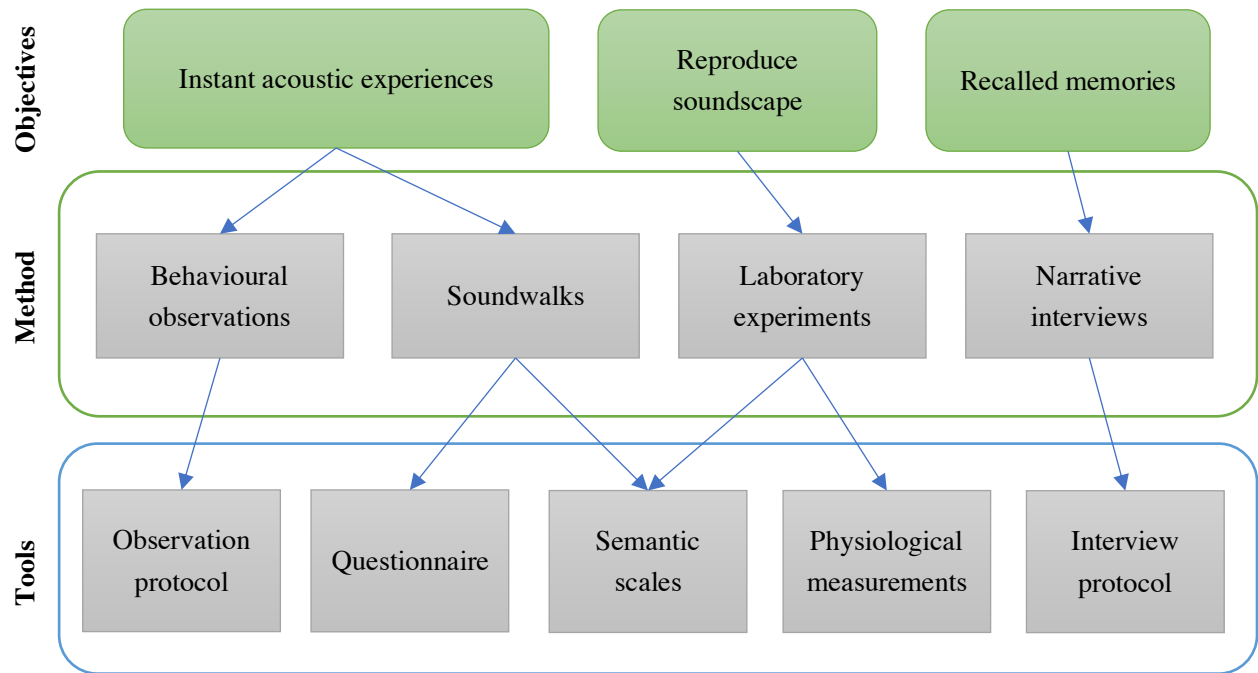 Objectives
Instant acoustic experiences
Reproduce
soundscape
Recalled memories
Method
Behavioural
observations
Soundwalks
Laboratory
experiments
Narrative
interviews
Tools
Observation
protocol
Questionnaire
Semantic
scales
Physiological
measurements
Interview
protocol